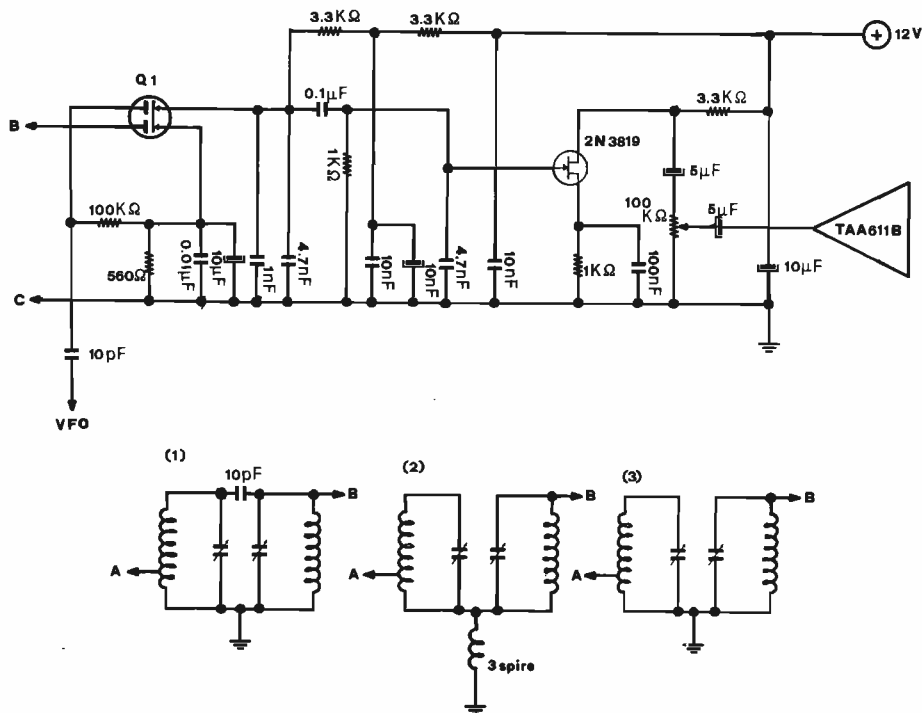 3.3KΩ
3.3KΩ
12V
Q1
0.1µF
3.3KΩ
B
2N3819
1KΩ
5µF
100KΩ
100
KΩ
5µF
TAA611B
560Ω
0.01µF
10µF
1nF
4.7nF
10nF
10nF
4.7nF
10nF
1KΩ
100nF
10µF
C
10pF
VFO
(1)
10pF
B
A
(2)
B
A
3 spire
(3)
B
A